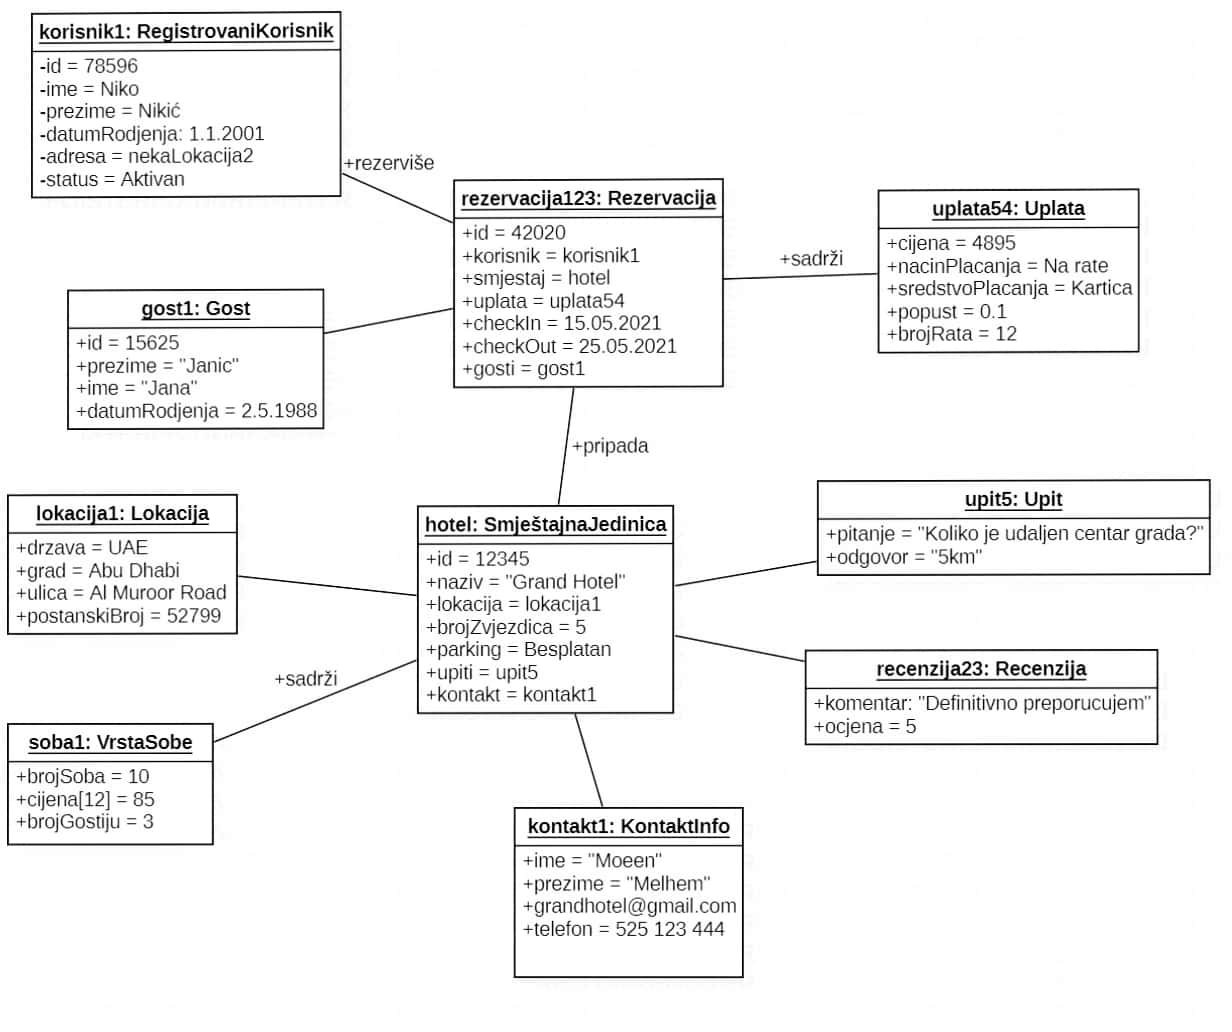 korisnik1: RegistrovaniKorisnik
-id = 78596
-ime = Niko
-prezime = Nikić
-datumRodjenja: 1.1.2001
-adresa = nekaLokacija2
-status = Aktivan
+rezerviše
rezervacija123: Rezervacija
+id = 42020
+korisnik = korisnik1
+smjestaj = hotel
+uplata = uplata54
+checkIn = 15.05.2021
+checkOut = 25.05.2021
+gosti = gost1
+sadrži
uplata54: Uplata
+cijena = 4895
+nacinPlacanja = Na rate
+sredstvoPlacanja = Kartica
+popust = 0.1
+brojRata = 12
gost1: Gost
+id = 15625
+prezime = "Janic"
+ime = "Jana"
+datumRodjenja = 2.5.1988
+pripada
lokacija1: Lokacija
+drzava = UAE
+grad = Abu Dhabi
+ulica = Al Muroor Road
+postanskiBroj = 52799
hotel: SmještajnaJedinica
+id = 12345
+naziv = "Grand Hotel"
+lokacija = lokacija1
+brojZvjezdica = 5
+parking = Besplatan
+upiti = upit5
+kontakt = kontakt1
upit5: Upit
+pitanje = "Koliko je udaljen centar grada?"
+odgovor = "5km"
recenzija23: Recenzija
+komentar: "Definitivno preporucujem"
+ocjena = 5
+sadrži
soba1: VrstaSobe
+brojSoba = 10
+cijena[12] = 85
+brojGostiju = 3
kontakt1: KontaktInfo
+ime = "Moeen"
+prezime = "Melhem"
+grandhotel@gmail.com
+telefon = 525 123 444